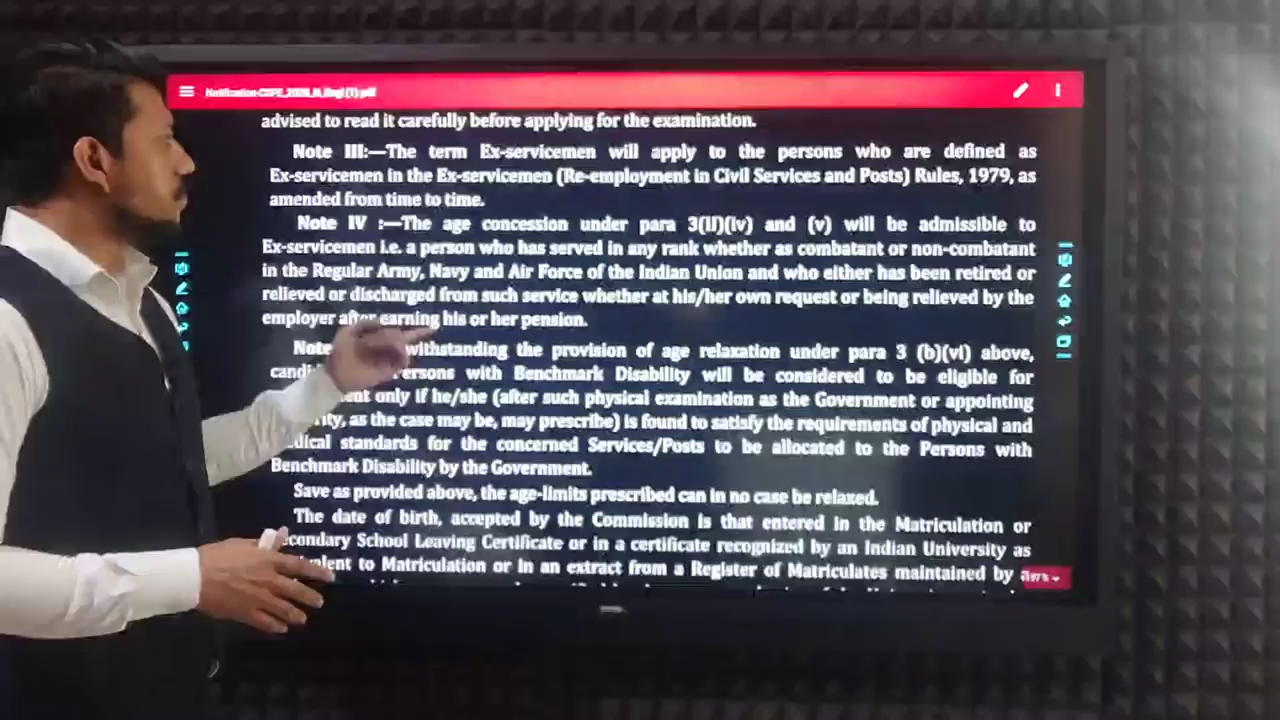 Notification-CSPE_2026_N_Engl (1).pdf
advised to read it carefully before applying for the examination.
Note III:—The term Ex-servicemen will apply to the persons who are defined as
Ex-servicemen in the Ex-servicemen (Re-employment in Civil Services and Posts) Rules, 1979, as
amended from time to time.
Note IV :—The age concession under para 3(II)(iv) and (v) will be admissible to
Ex-servicemen i.e. a person who has served in any rank whether as combatant or non-combatant
in the Regular Army, Navy and Air Force of the Indian Union and who either has been retired or
relieved or discharged from such service whether at his/her own request or being relieved by the
employer after earning his or her pension.
Note withstanding the provision of age relaxation under para 3 (b)(vi) above,
ersons with Benchmark Disability will be considered to be eligible for
only if he/she (after such physical examination as the Government or appointing
as the case may be, may prescribe) is found to satisfy the requirements of physical and
dical standards for the concerned Services/Posts to be allocated to the Persons with
Benchmark Disability by the Government.
Save as provided above, the age-limits prescribed can in no case be relaxed.
The date of birth, accepted by the Commission is that entered in the Matriculation or
econdary School Leaving Certificate or in a certificate recognized by an Indian University as
to Matriculation or in an extract from a Register of Matriculates maintained by